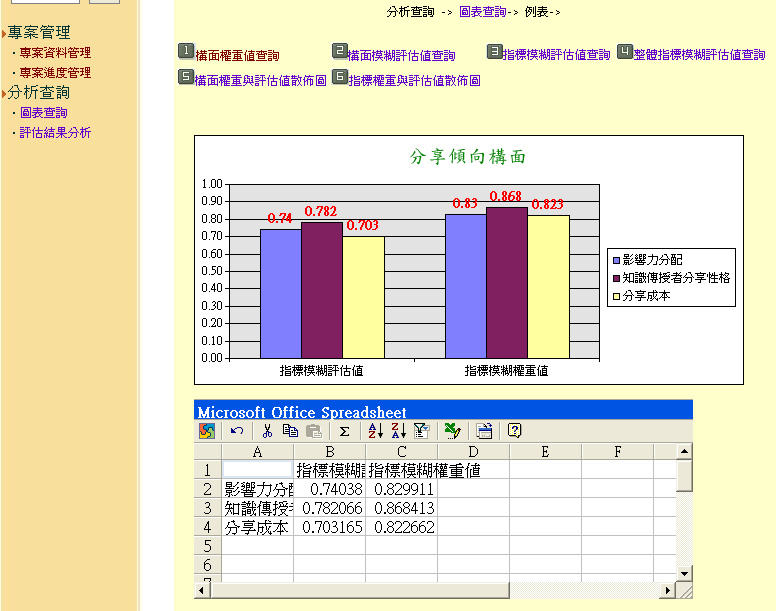 分析查詢 -> 圖表查詢-> 例表->
專案管理
·專案資料管理
·專案進度管理
分析查詢
·圖表查詢
·評估結果分析
1 構面權重值查詢 2 構面模糊評估值查詢 3 指標模糊評估值查詢 4 整體指標模糊評估值查詢
5 構面權重與評估值散佈圖 6 指標權重與評估值散佈圖
分享傾向構面
1.00
0.90
0.80
0.70
0.60
0.50
0.40
0.30
0.20
0.10
0.00
0.74 0.782 0.703 0.83 0.868 0.823
指標模糊評估值 指標模糊權重值
影響力分配
知識傳授者分享性格
分享成本
Microsoft Office Spreadsheet
A B C D E F
1 指標模糊 指標模糊權重值
2 影響力分配 0.74038 0.829911
3 知識傳授 0.782066 0.868413
4 分享成本 0.703165 0.822662
5
6
7